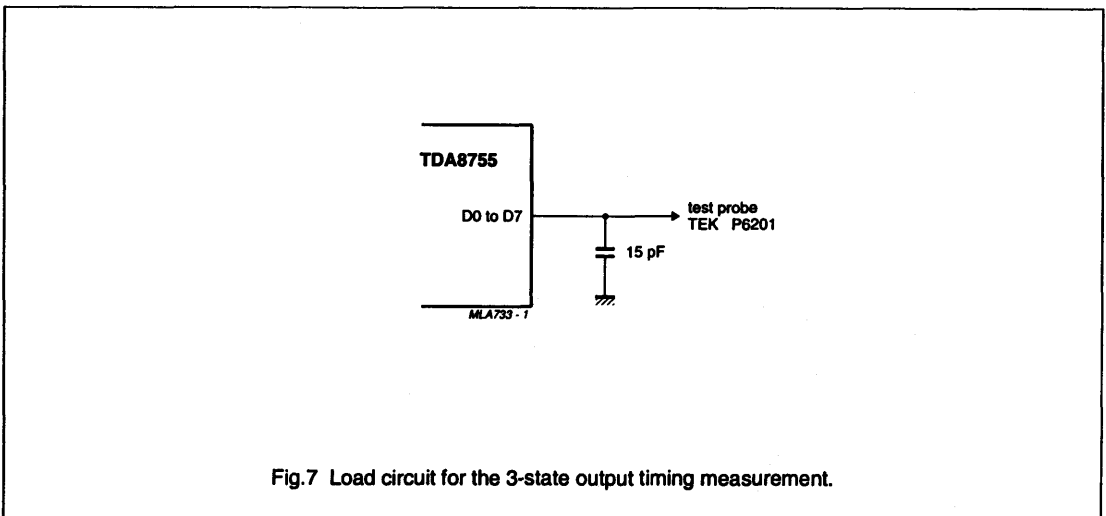 TDA8755
D0 to D7
test probe
TEK P6201
15 pF
MLA733 - 1
Fig.7 Load circuit for the 3-state output timing measurement.